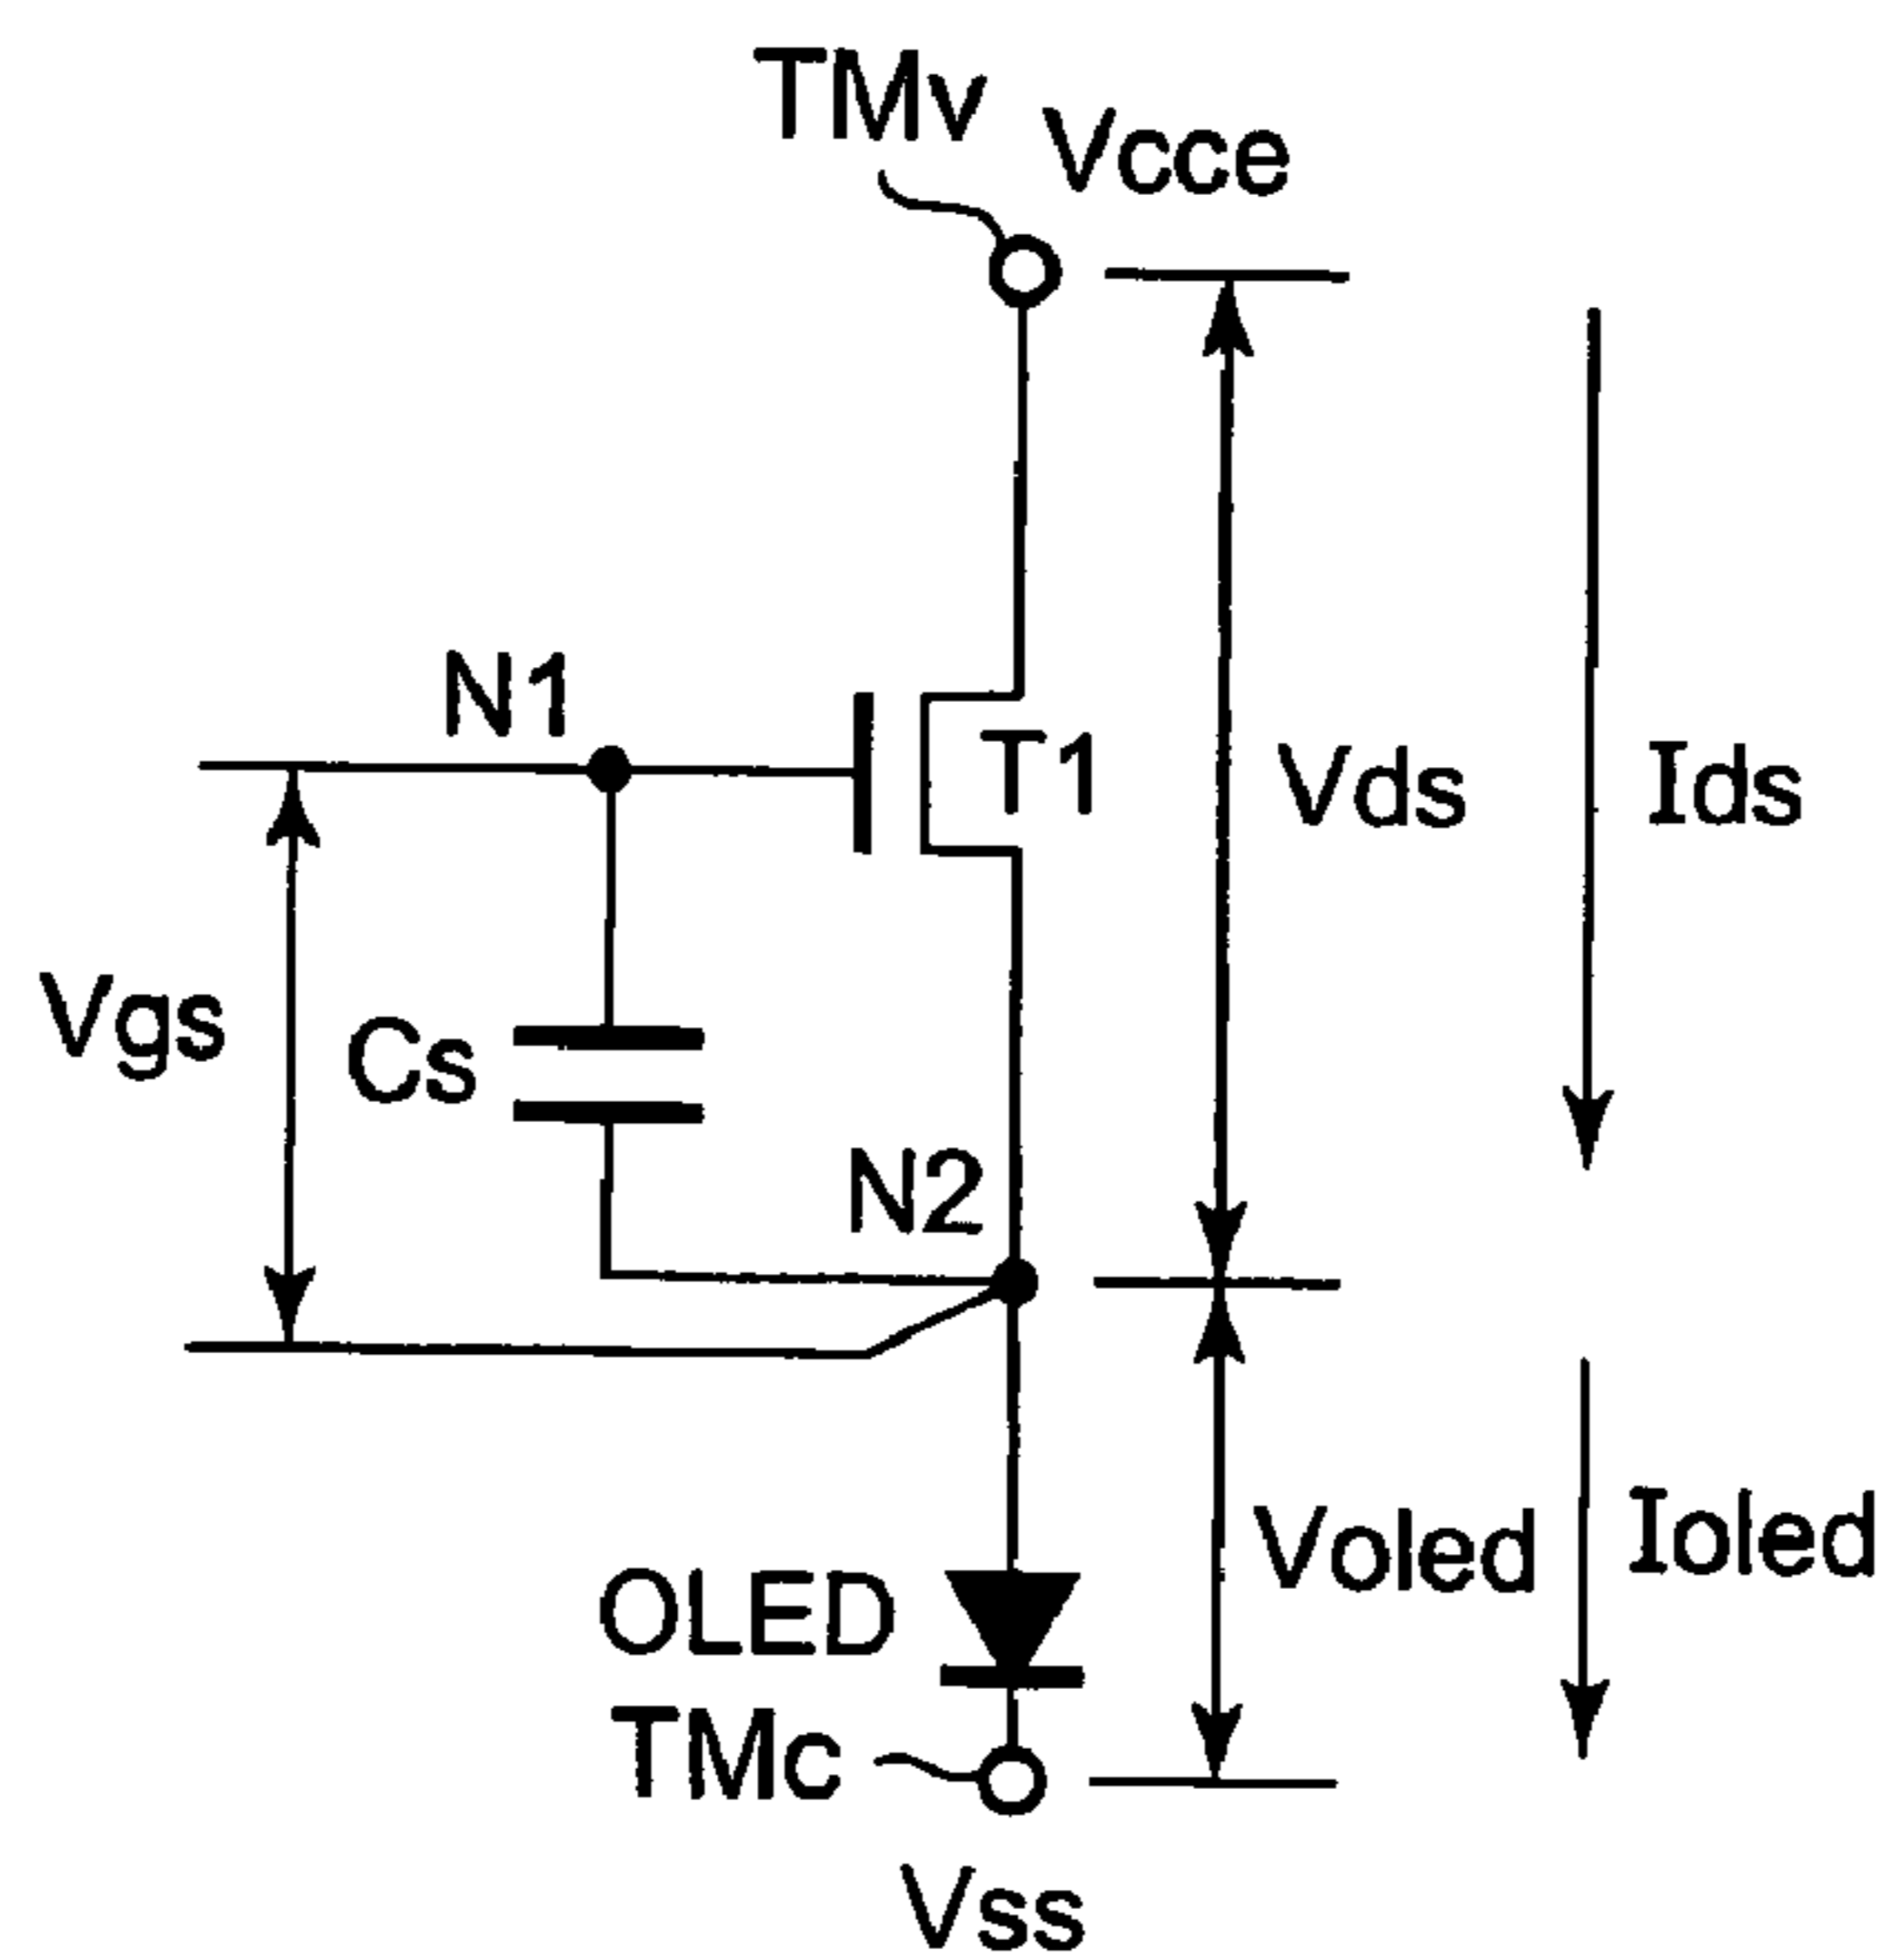 TMv
Vcce
N1
T1
Vds
Ids
Vgs
Cs
N2
Voled
Ioled
OLED
TMc
Vss